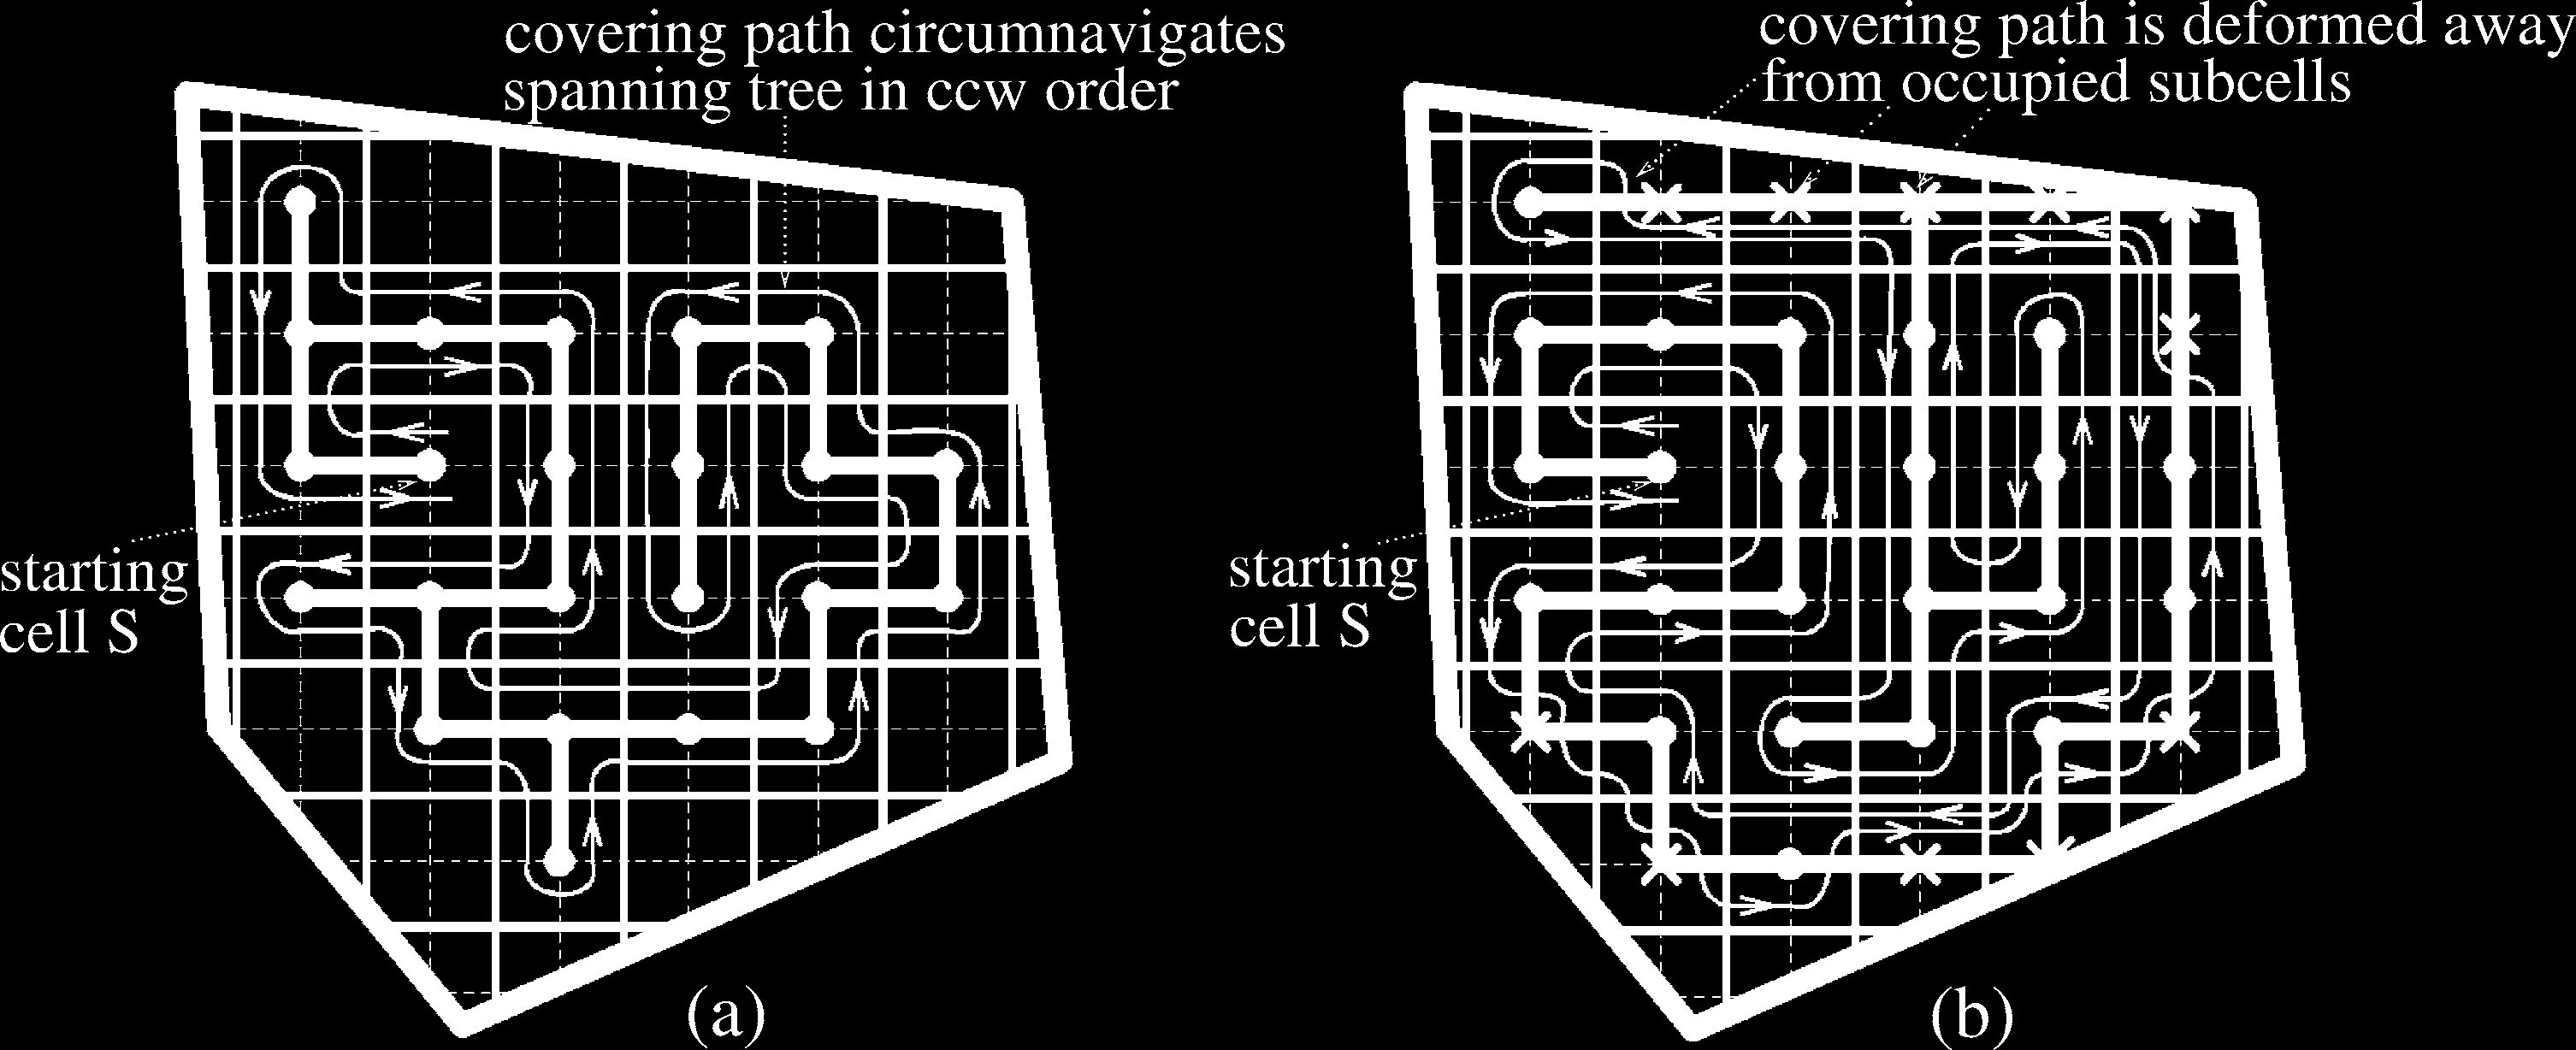 covering path circumnavigates
spanning tree in ccw order
starting
cell S
(a)
covering path is deformed away
from occupied subcells
starting
cell S
(b)